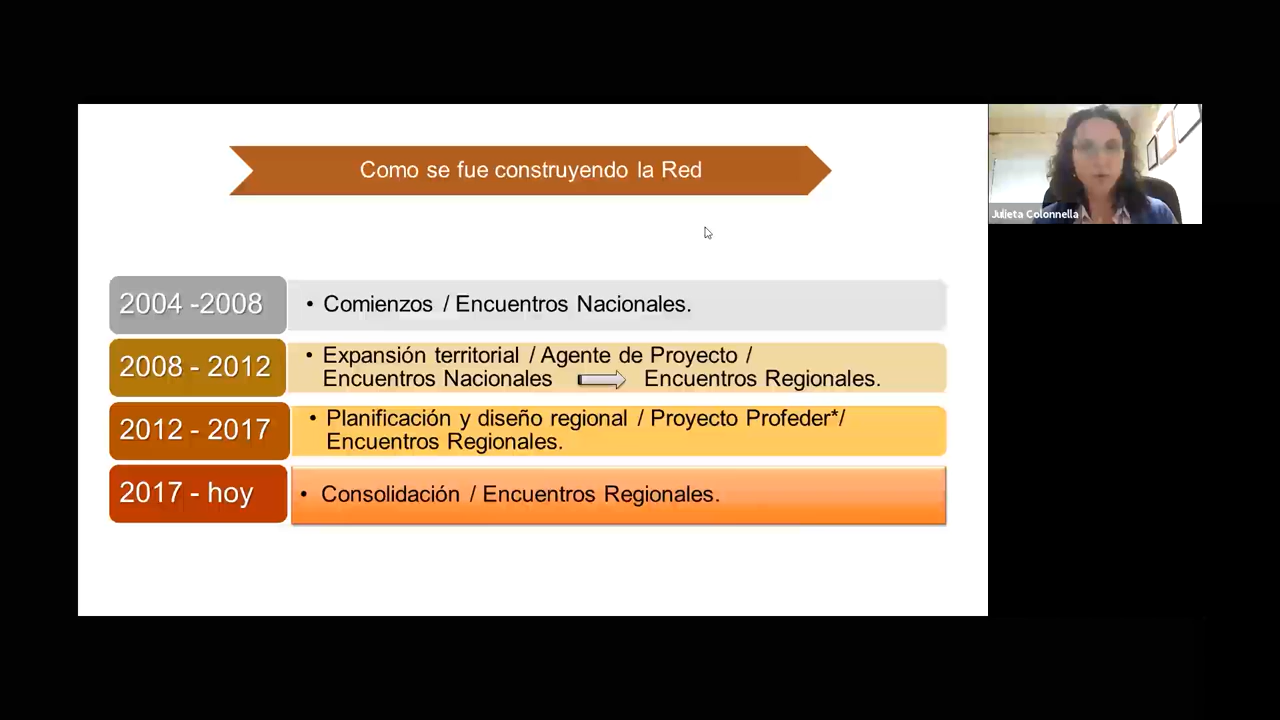 Como se fue construyendo la Red
Julieta Colonnella
2004 -2008
• Comienzos / Encuentros Nacionales.
2008 - 2012
• Expansión territorial / Agente de Proyecto /
Encuentros Nacionales Encuentros Regionales.
2012 - 2017
• Planificación y diseño regional / Proyecto Profeder*/
Encuentros Regionales.
2017 - hoy
• Consolidación / Encuentros Regionales.